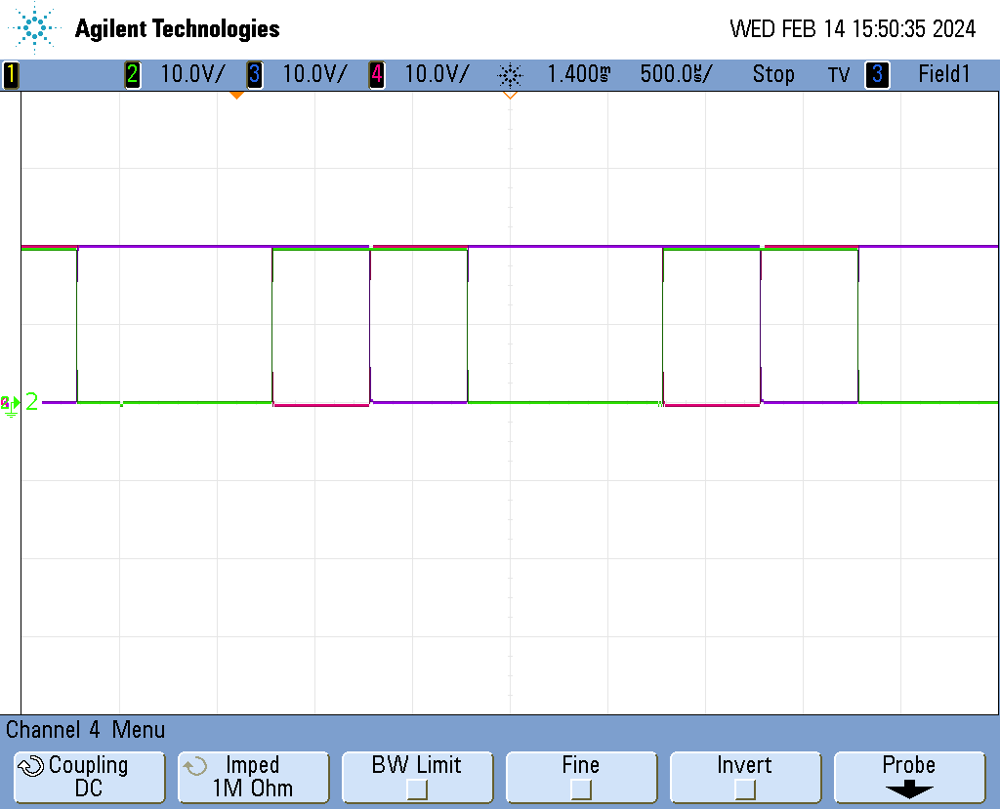 Agilent Technologies
WED FEB 14 15:50:35 2024
1 2 10.0V/ 3 10.0V/ 4 10.0V/ 1.400ms 500.0µs/ Stop TV 3 Field1
2
Channel 4 Menu
Coupling Imped BW Limit Fine Invert Probe
DC 1M Ohm